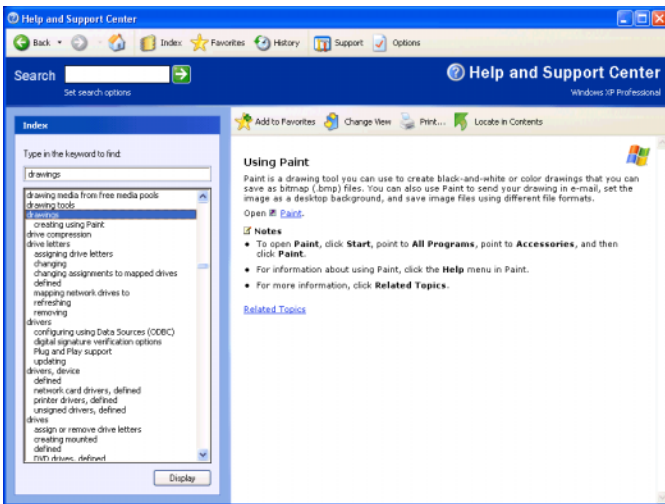 Help and Support Center
Back
Index
Favorites
History
Support
Options
Search
Set search options
Help and Support Center
Windows XP Professional
Index
Type in the keyword to find:
drawings
drawing media from free media pools
drawing tools
drawings
creating using Paint
drive compression
drive letters
assigning drive letters
changing
changing assignments to mapped drives
defined
mapping network drives to
refreshing
removing
drivers
configuring using Data Sources (ODBC)
digital signature verification options
Plug and Play support
updating
drivers, device
defined
network card drivers, defined
printer drivers, defined
unsigned drivers, defined
drives
assign or remove drive letters
creating mounted
defined
DVD drives, defined
Display
Add to Favorites
Change View
Print...
Locate in Contents
Using Paint
Paint is a drawing tool you can use to create black-and-white or color drawings that you can
save as bitmap (.bmp) files. You can also use Paint to send your drawing in e-mail, set the
image as a desktop background, and save image files using different file formats.
Open Paint.
Notes
• To open Paint, click Start, point to All Programs, point to Accessories, and then
click Paint.
• For information about using Paint, click the Help menu in Paint.
• For more information, click Related Topics.
Related Topics